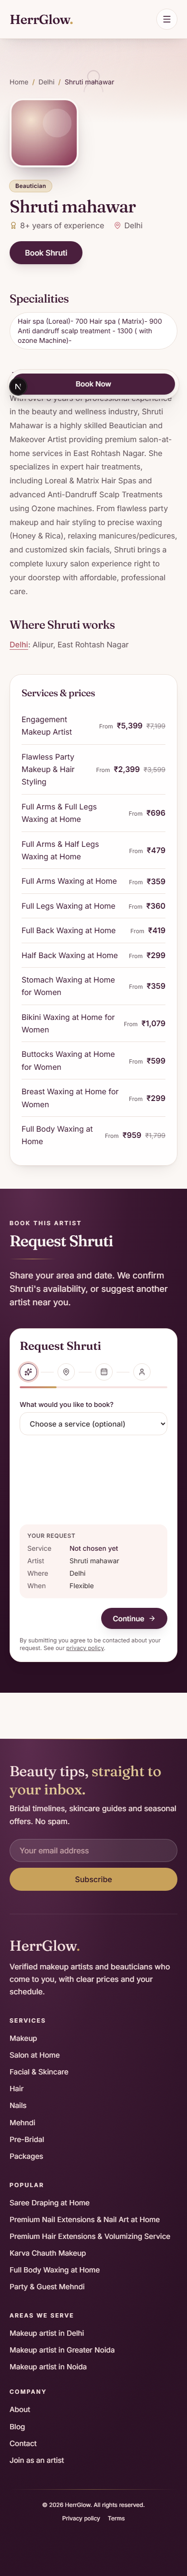 HerrGlow.
Home / Delhi / Shruti mahawar
Beautician
Shruti mahawar
8+ years of experience Delhi
Book Shruti
Specialities
Hair spa (Loreal)- 700 Hair spa ( Matrix)- 900
Anti danduff scalp treatment - 1300 ( with
ozone Machine)-
Book Now
N
beauty and wellness industry, Shruti
Mahawar is a highly skilled Beautician and
Makeover Artist providing premium salon-at-
home services in East Rohtash Nagar. She
specializes in expert hair treatments,
including Loreal & Matrix Hair Spas and
advanced Anti-Dandruff Scalp Treatments
using Ozone machines. From flawless party
makeup and hair styling to precise waxing
(Honey & Rica), relaxing manicures/pedicures,
and customized skin facials, Shruti brings a
complete luxury salon experience right to
your doorstep with affordable, professional
care.
Where Shruti works
Delhi: Alipur, East Rohtash Nagar
Services & prices
Engagement
Makeup Artist
From ₹5,399 ₹7,199
Flawless Party
Makeup & Hair
Styling
From ₹2,399 ₹3,599
Full Arms & Full Legs
Waxing at Home
From ₹696
Full Arms & Half Legs
Waxing at Home
From ₹479
Full Arms Waxing at Home From ₹359
Full Legs Waxing at Home From ₹360
Full Back Waxing at Home From ₹419
Half Back Waxing at Home From ₹299
Stomach Waxing at Home
for Women
From ₹359
Bikini Waxing at Home for
Women
From ₹1,079
Buttocks Waxing at Home
for Women
From ₹599
Breast Waxing at Home for
Women
From ₹299
Full Body Waxing at
Home
From ₹959 ₹1,799
BOOK THIS ARTIST
Request Shruti
Share your area and date. We confirm
Shruti's availability, or suggest another
artist near you.
Request Shruti
What would you like to book?
Choose a service (optional)
YOUR REQUEST
Service Not chosen yet
Artist Shruti mahawar
Where Delhi
When Flexible
Continue →
By submitting you agree to be contacted about your
request. See our privacy policy.
Beauty tips, straight to
your inbox.
Bridal timelines, skincare guides and seasonal
offers. No spam.
Your email address
Subscribe
HerrGlow.
Verified makeup artists and beauticians who
come to you, with clear prices and your
schedule.
SERVICES
Makeup
Salon at Home
Facial & Skincare
Hair
Nails
Mehndi
Pre-Bridal
Packages
POPULAR
Saree Draping at Home
Premium Nail Extensions & Nail Art at Home
Premium Hair Extensions & Volumizing Service
Karva Chauth Makeup
Full Body Waxing at Home
Party & Guest Mehndi
AREAS WE SERVE
Makeup artist in Delhi
Makeup artist in Greater Noida
Makeup artist in Noida
COMPANY
About
Blog
Contact
Join as an artist
© 2026 HerrGlow. All rights reserved.
Privacy policy Terms